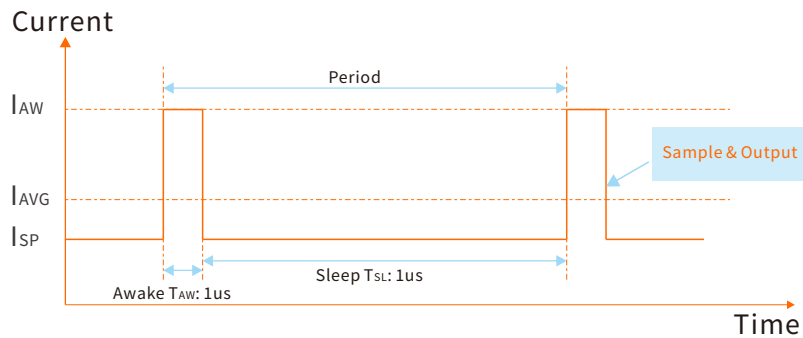 Current
Period
IAW
Sample & Output
IAVG
ISP
Sleep TSL: 1us
Awake TAW: 1us
Time